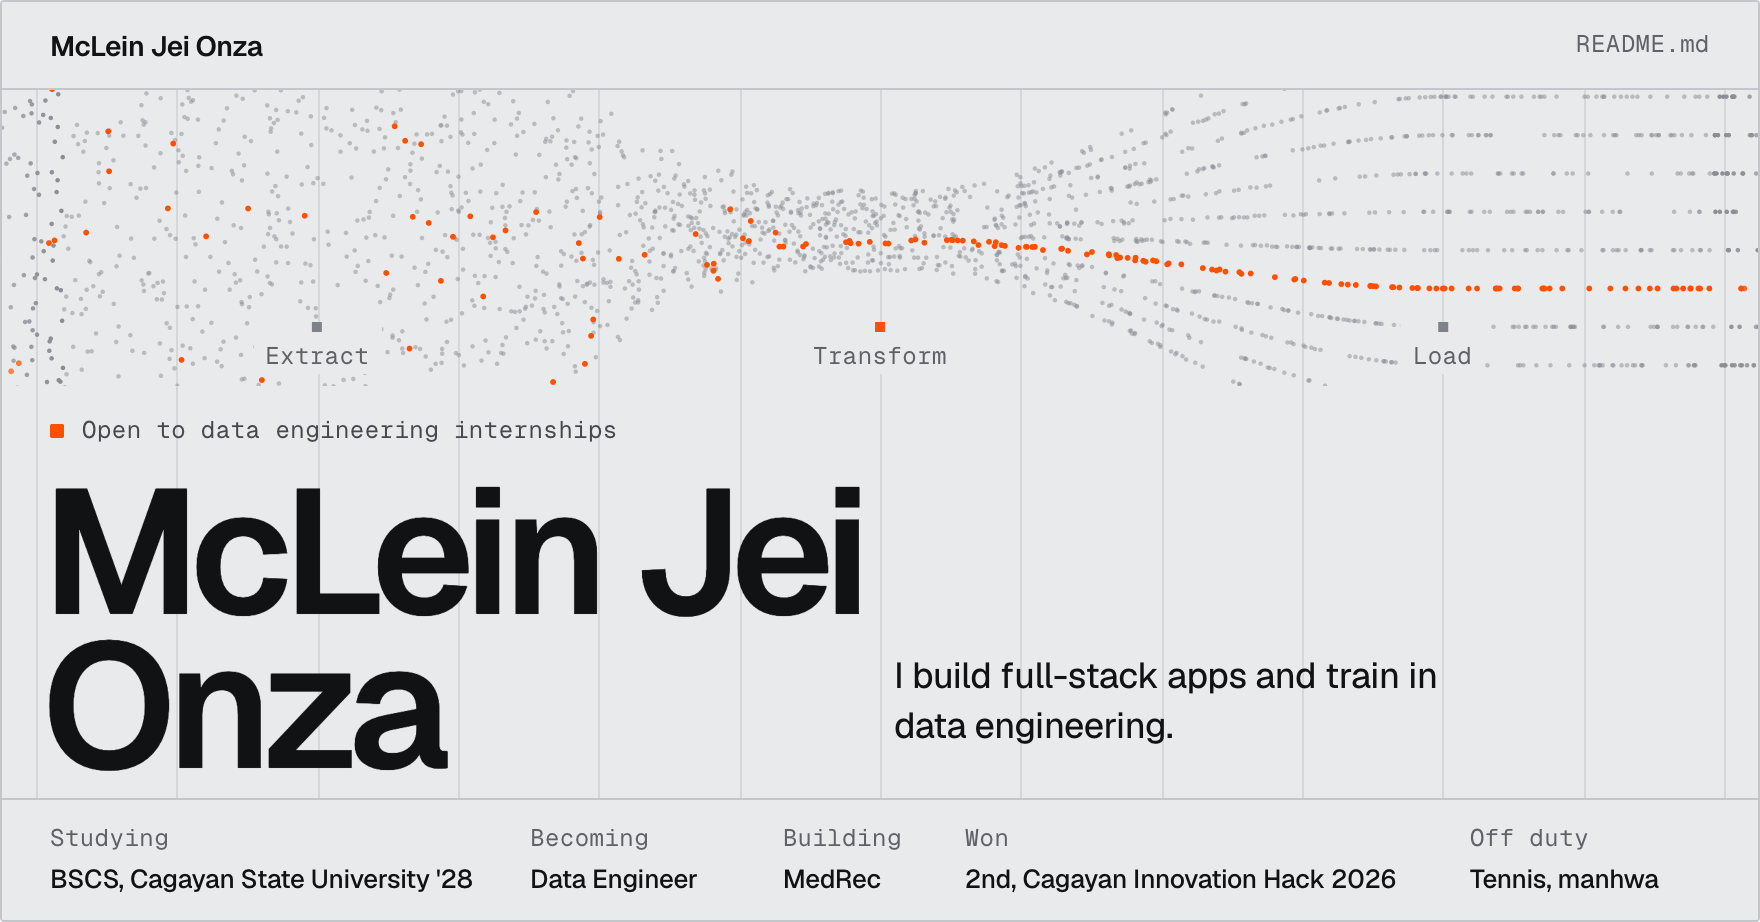 McLein Jei Onza
README.md
Extract
Transform
Load
Open to data engineering internships
McLein Jei
Onza
I build full-stack apps and train in
data engineering.
Studying
BSCS, Cagayan State University '28
Becoming
Data Engineer
Building
MedRec
Won
2nd, Cagayan Innovation Hack 2026
Off duty
Tennis, manhwa